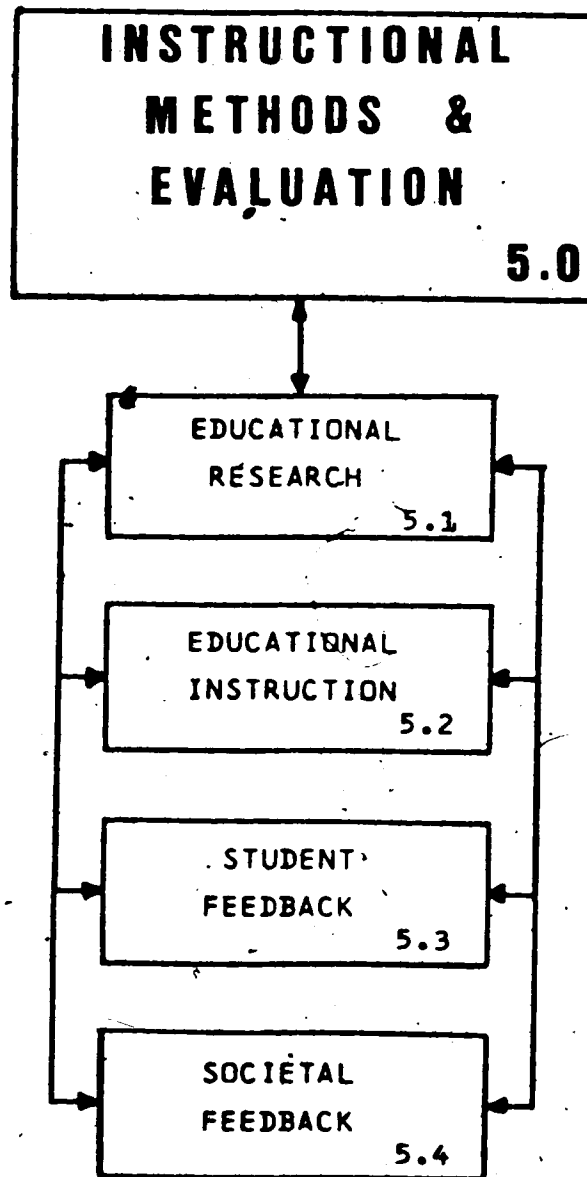 INSTRUCTIONAL
METHODS &
EVALUATION
5.0
EDUCATIONAL
RESEARCH
5.1
EDUCATIONAL
INSTRUCTION
5.2
STUDENT
FEEDBACK
5.3
SOCIETAL
FEEDBACK
5.4